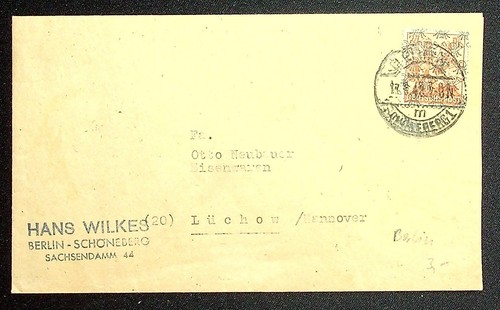 Fa.
Otto Neubauer
Eisenwaren
(20) Lüchow /Hannover
HANS WILKES
BERLIN - SCHÖNEBERG
SACHSENDAMM 44
Berlin
3,-